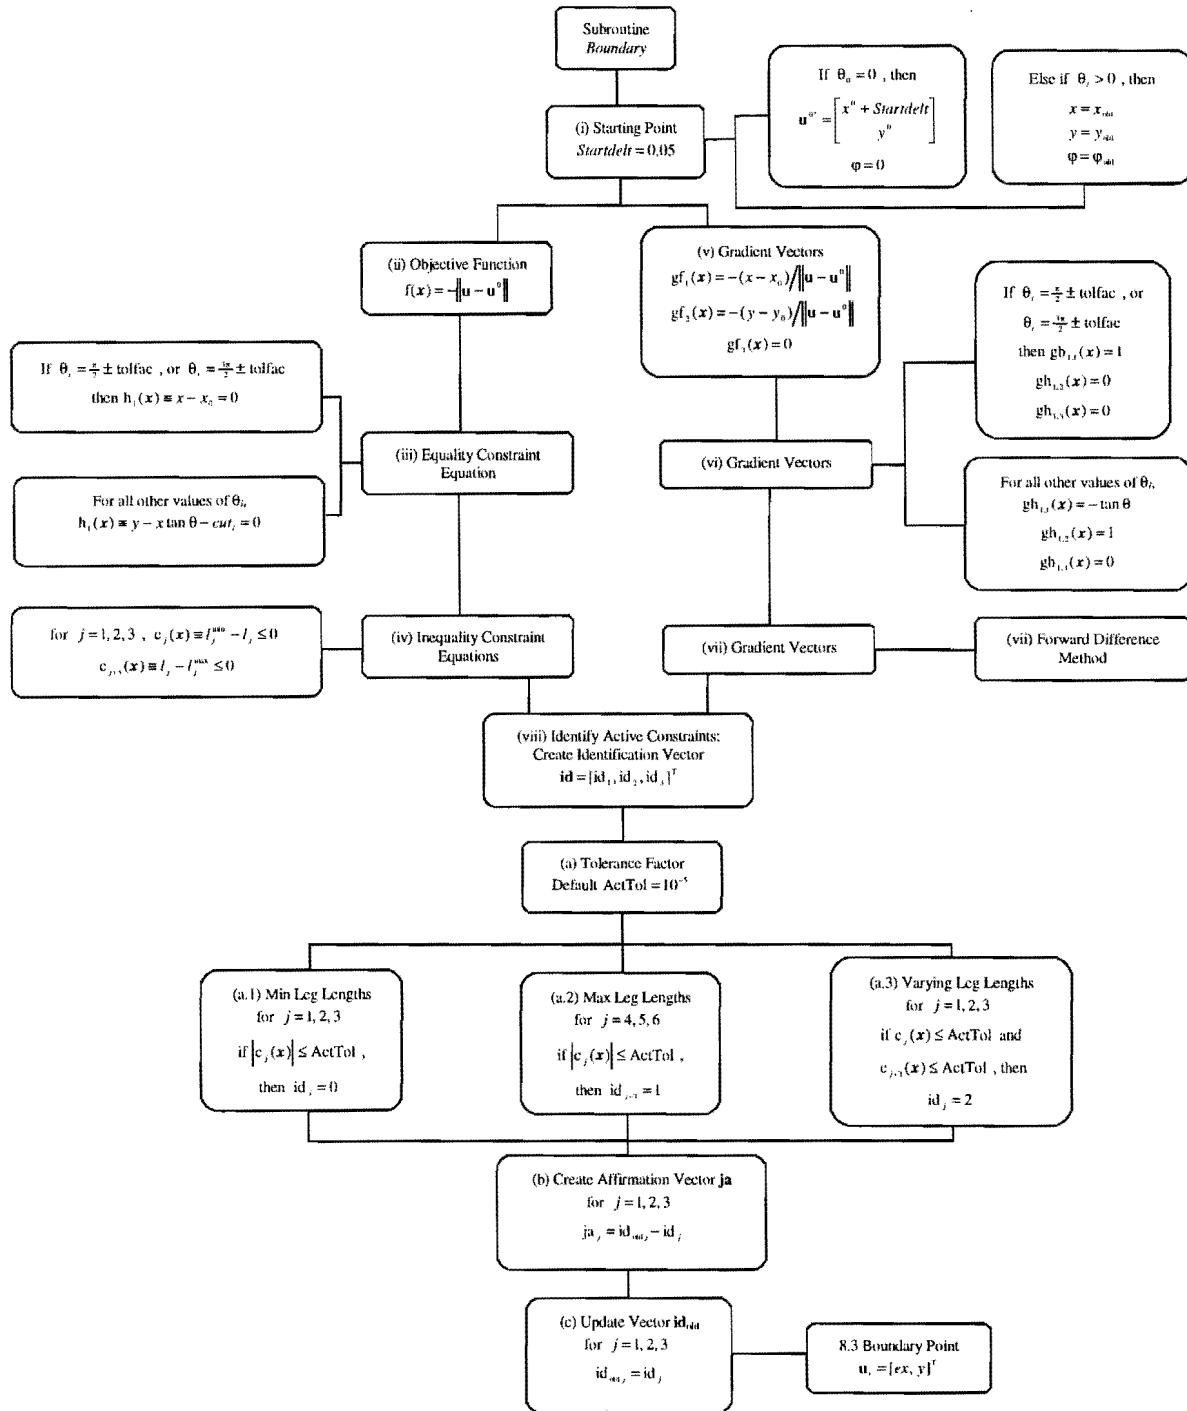 Subroutine
Boundary
(i) Starting Point
Startdelt = 0,05
If θ₀ = 0 , then
u⁰' = [x⁰ + Startdelt
y⁰]
φ = 0
Else if θᵢ > 0 , then
x = x_old
y = y_old
φ = φ_old
(ii) Objective Function
f(x) = -‖u - u⁰‖
(v) Gradient Vectors
gf₁(x) = -(x - x₀)/‖u - u⁰‖
gf₂(x) = -(y - y₀)/‖u - u⁰‖
gf₃(x) = 0
If θᵢ = π/2 ± tolfac , or θᵢ = 3π/2 ± tolfac
then h₁(x) ≡ x - x₀ = 0
(iii) Equality Constraint
Equation
For all other values of θᵢ,
h₁(x) ≡ y - x tan θ - cutᵢ = 0
If θᵢ = π/2 ± tolfac , or
θᵢ = 3π/2 ± tolfac
then gh₁,₁(x) = 1
gh₁,₂(x) = 0
gh₁,₃(x) = 0
(vi) Gradient Vectors
For all other values of θᵢ,
gh₁,₁(x) = - tan θ
gh₁,₂(x) = 1
gh₁,₃(x) = 0
for j = 1, 2, 3 , cⱼ(x) ≡ lⱼ^min - lⱼ ≤ 0
cⱼ₊₃(x) ≡ lⱼ - lⱼ^max ≤ 0
(iv) Inequality Constraint
Equations
(vii) Gradient Vectors
(vii) Forward Difference
Method
(viii) Identify Active Constraints:
Create Identification Vector
id = [id₁, id₂, id₃]ᵀ
(a) Tolerance Factor
Default ActTol = 10⁻⁵
(a.1) Min Leg Lengths
for j = 1, 2, 3
if |cⱼ(x)| ≤ ActTol ,
then idⱼ = 0
(a.2) Max Leg Lengths
for j = 4, 5, 6
if |cⱼ(x)| ≤ ActTol ,
then idⱼ₋₃ = 1
(a.3) Varying Leg Lengths
for j = 1, 2, 3
if cⱼ(x) ≤ ActTol and
cⱼ₊₃(x) ≤ ActTol , then
idⱼ = 2
(b) Create Affirmation Vector ja
for j = 1, 2, 3
jaⱼ = id_old ⱼ - idⱼ
(c) Update Vector id_old
for j = 1, 2, 3
id_old ⱼ = idⱼ
8.3 Boundary Point
uᵢ = [ex, y]ᵀ